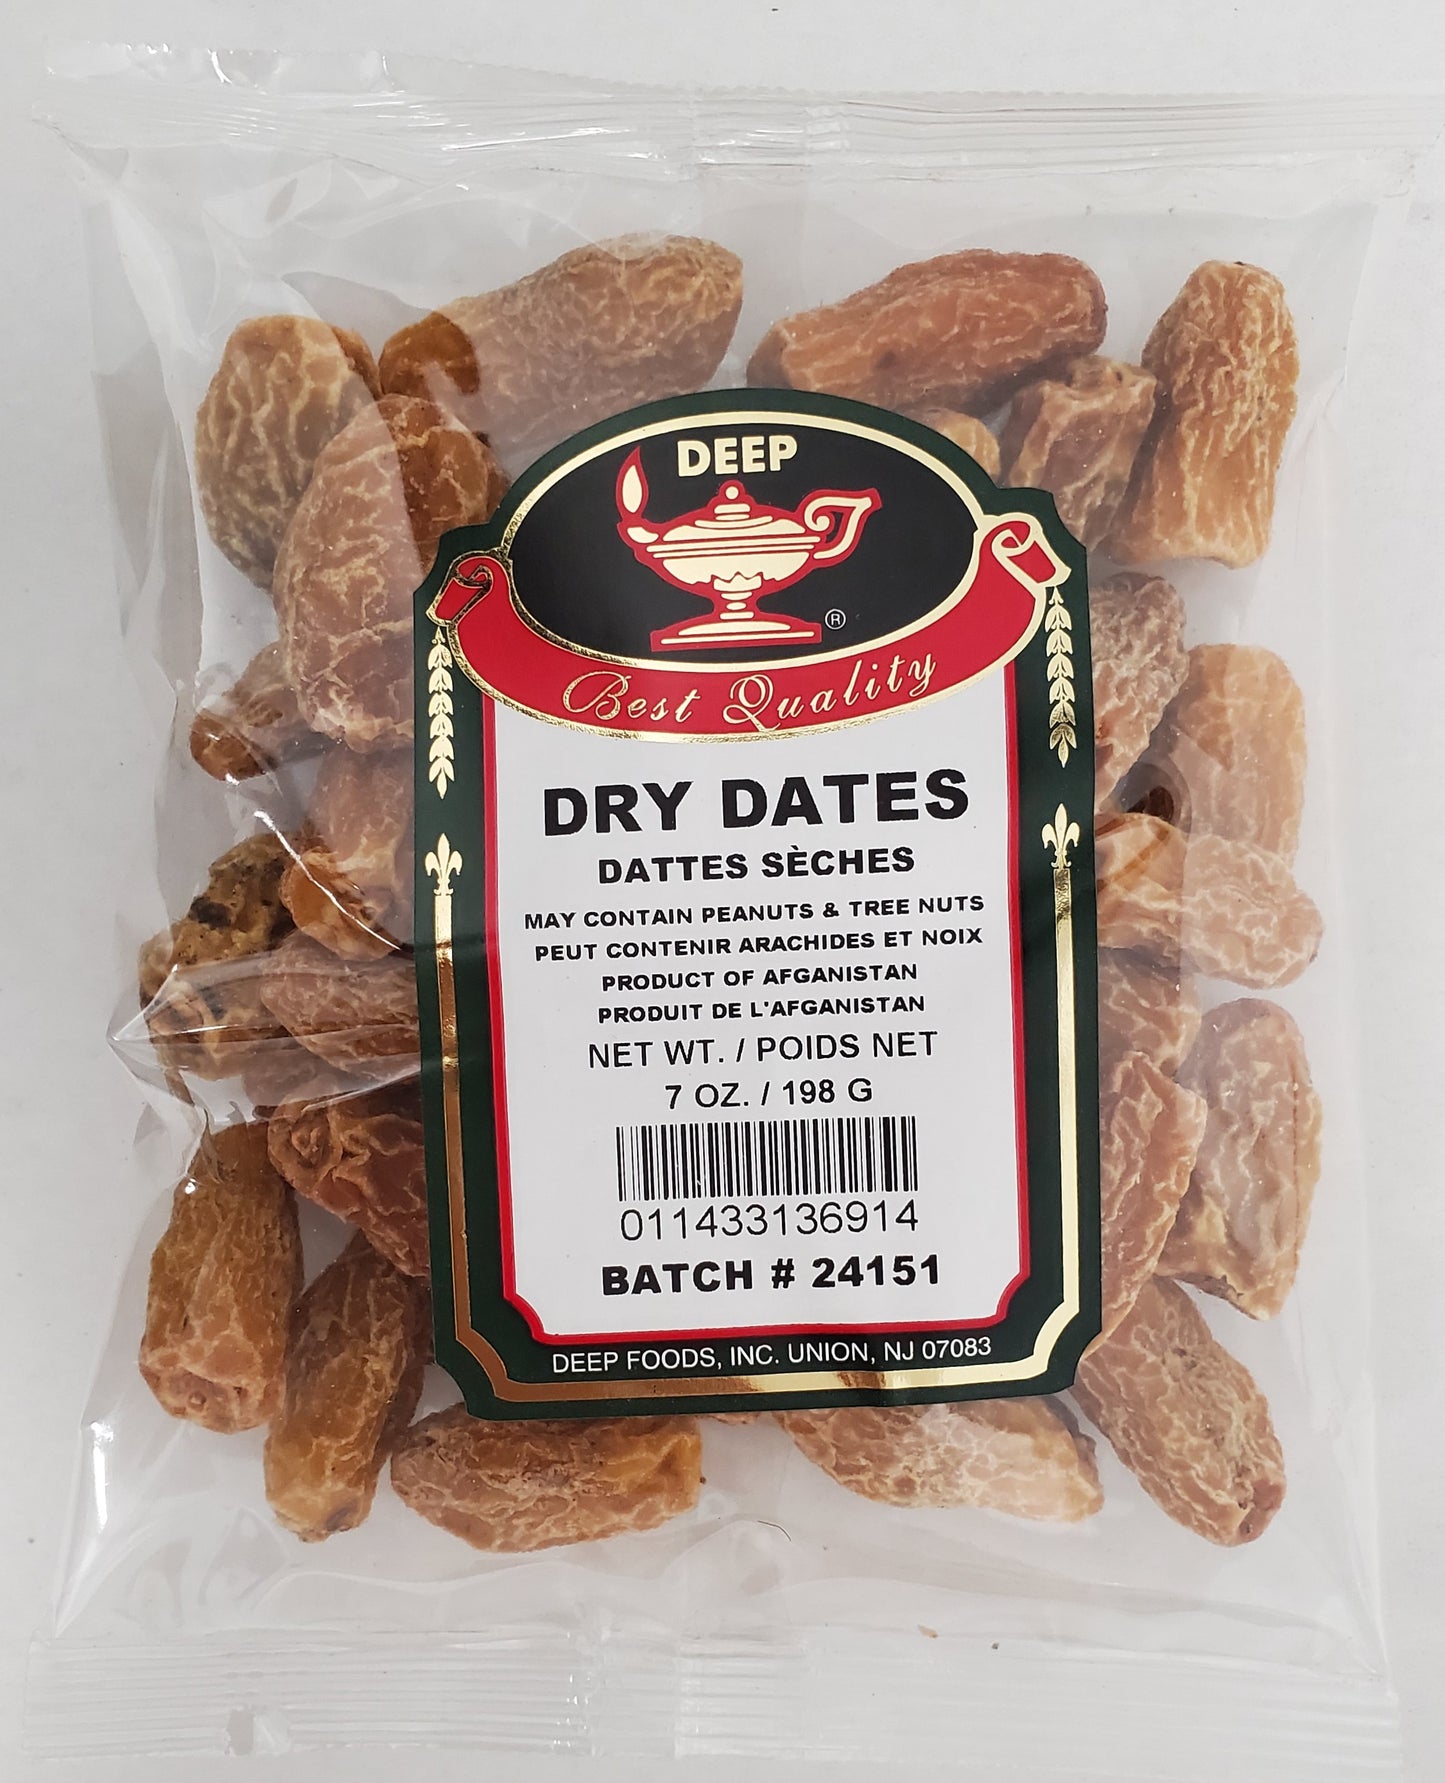 DEEP
®
Best Quality
DRY DATES
DATTES SÈCHES
MAY CONTAIN PEANUTS & TREE NUTS
PEUT CONTENIR ARACHIDES ET NOIX
PRODUCT OF AFGANISTAN
PRODUIT DE L'AFGANISTAN
NET WT. / POIDS NET
7 OZ. / 198 G
011433136914
BATCH # 24151
DEEP FOODS, INC. UNION, NJ 07083